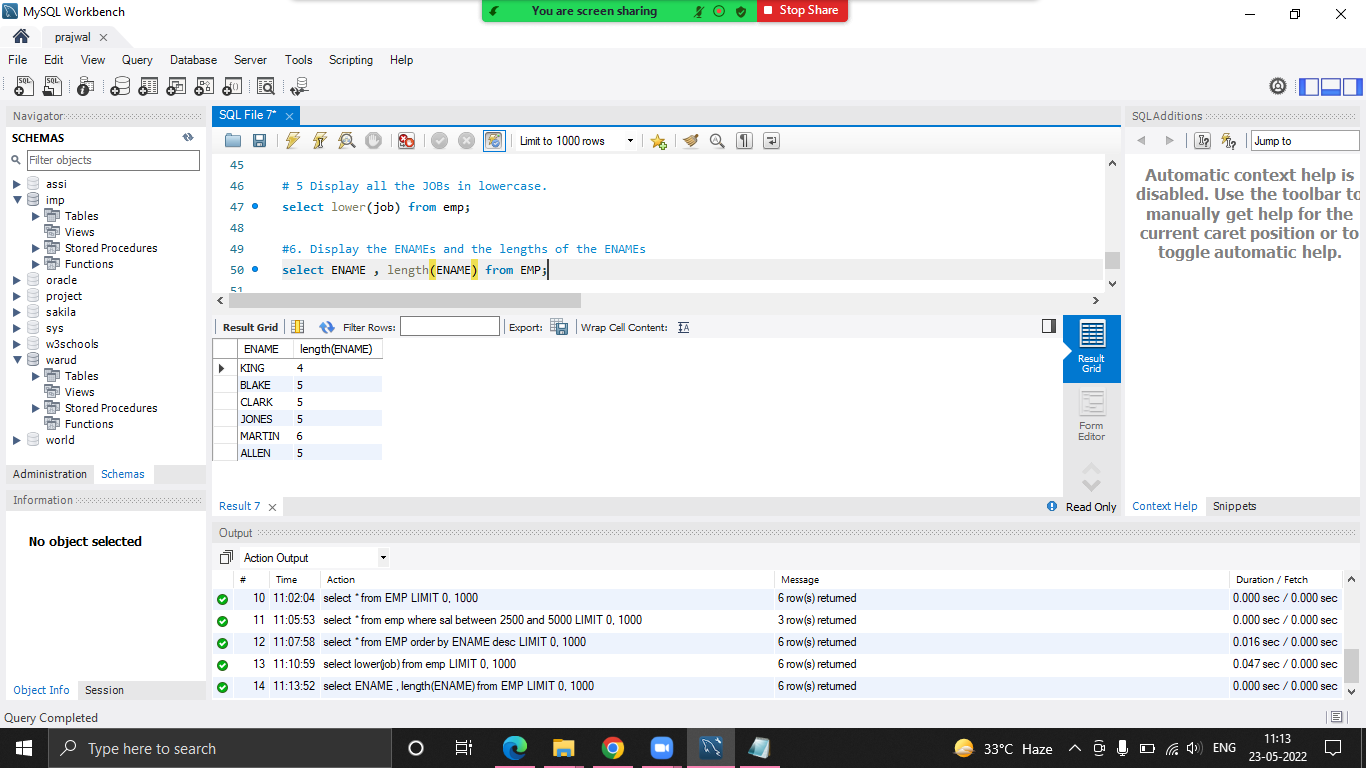 MySQL Workbench
You are screen sharing
Stop Share
prajwal
File Edit View Query Database Server Tools Scripting Help
Navigator
SCHEMAS
Filter objects
assi
imp
Tables
Views
Stored Procedures
Functions
oracle
project
sakila
sys
w3schools
warud
Tables
Views
Stored Procedures
Functions
world
Administration Schemas
Information
No object selected
Object Info Session
SQL File 7*
Limit to 1000 rows
45
46 # 5 Display all the JOBs in lowercase.
47 select lower(job) from emp;
48
49 #6. Display the ENAMEs and the lengths of the ENAMEs
50 select ENAME , length(ENAME) from EMP;
51
Result Grid Filter Rows: Export: Wrap Cell Content:
ENAME length(ENAME)
KING 4
BLAKE 5
CLARK 5
JONES 5
MARTIN 6
ALLEN 5
Result Grid
Form Editor
Result 7
Read Only
SQLAdditions
Jump to
Automatic context help is
disabled. Use the toolbar to
manually get help for the
current caret position or to
toggle automatic help.
Context Help Snippets
Output
Action Output
# Time Action Message Duration / Fetch
10 11:02:04 select * from EMP LIMIT 0, 1000 6 row(s) returned 0.000 sec / 0.000 sec
11 11:05:53 select * from emp where sal between 2500 and 5000 LIMIT 0, 1000 3 row(s) returned 0.000 sec / 0.000 sec
12 11:07:58 select * from EMP order by ENAME desc LIMIT 0, 1000 6 row(s) returned 0.016 sec / 0.000 sec
13 11:10:59 select lower(job) from emp LIMIT 0, 1000 6 row(s) returned 0.047 sec / 0.000 sec
14 11:13:52 select ENAME , length(ENAME) from EMP LIMIT 0, 1000 6 row(s) returned 0.000 sec / 0.000 sec
Query Completed
Type here to search
33°C Haze
ENG
11:13
23-05-2022